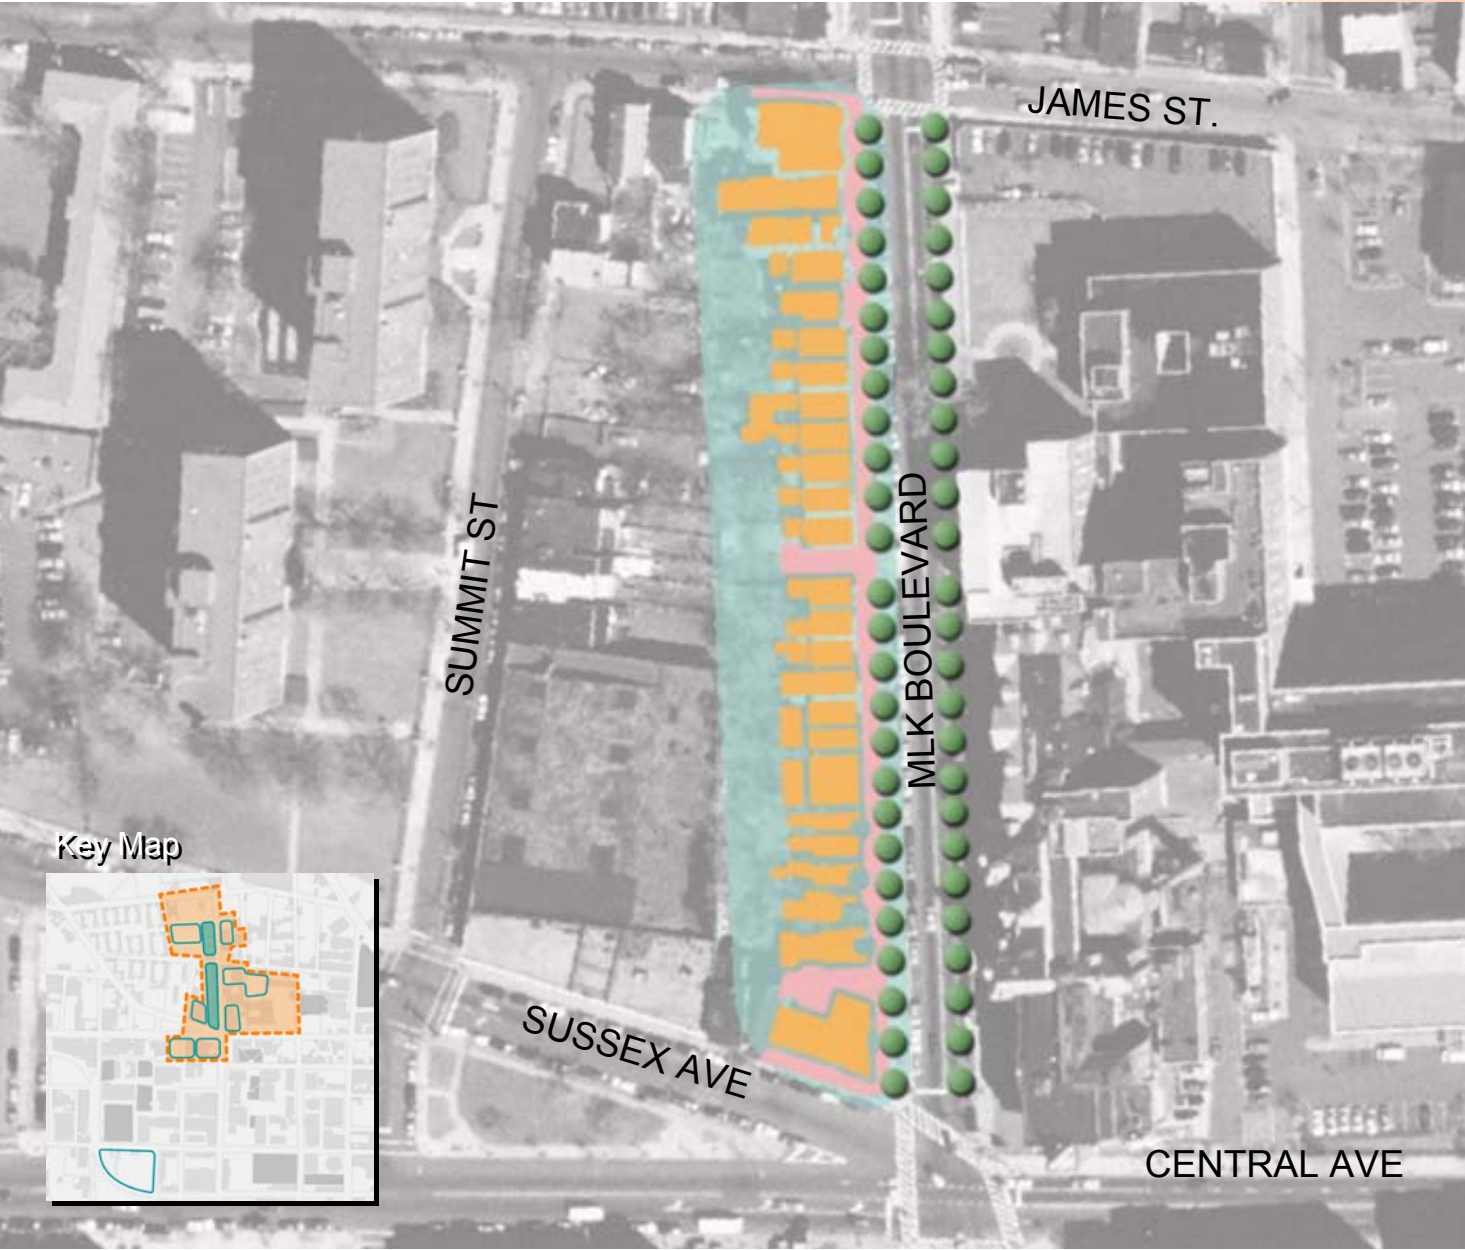 JAMES ST.
SUMMIT ST
MLK BOULEVARD
Key Map
SUSSEX AVE
CENTRAL AVE